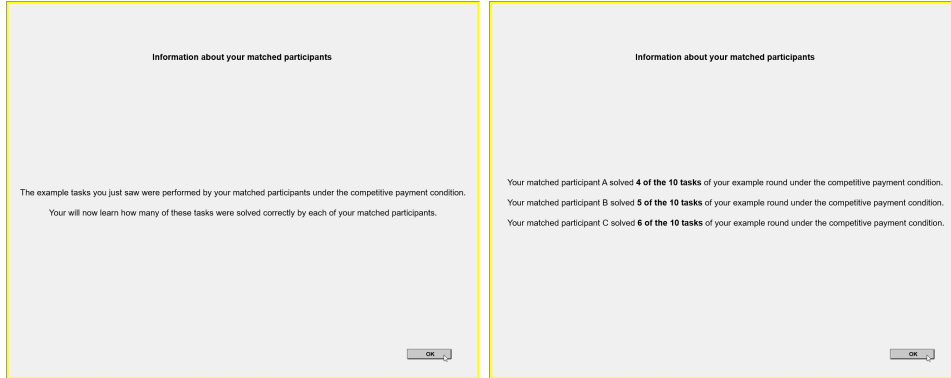 Information about your matched participants
The example tasks you just saw were performed by your matched participants under the competitive payment condition.
Your will now learn how many of these tasks were solved correctly by each of your matched participants.
OK
Information about your matched participants
Your matched participant A solved 4 of the 10 tasks of your example round under the competitive payment condition.
Your matched participant B solved 5 of the 10 tasks of your example round under the competitive payment condition.
Your matched participant C solved 6 of the 10 tasks of your example round under the competitive payment condition.
OK